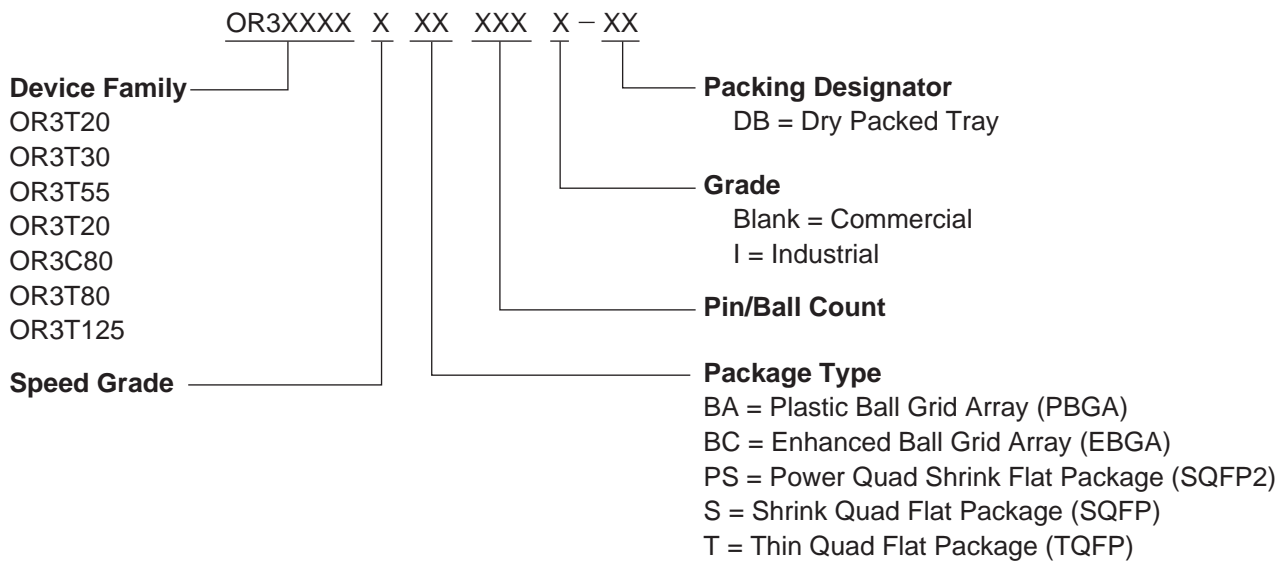 OR3XXXX X XX XXX X – XX
Device Family
OR3T20
OR3T30
OR3T55
OR3T20
OR3C80
OR3T80
OR3T125
Speed Grade
Packing Designator
DB = Dry Packed Tray
Grade
Blank = Commercial
I = Industrial
Pin/Ball Count
Package Type
BA = Plastic Ball Grid Array (PBGA)
BC = Enhanced Ball Grid Array (EBGA)
PS = Power Quad Shrink Flat Package (SQFP2)
S = Shrink Quad Flat Package (SQFP)
T = Thin Quad Flat Package (TQFP)